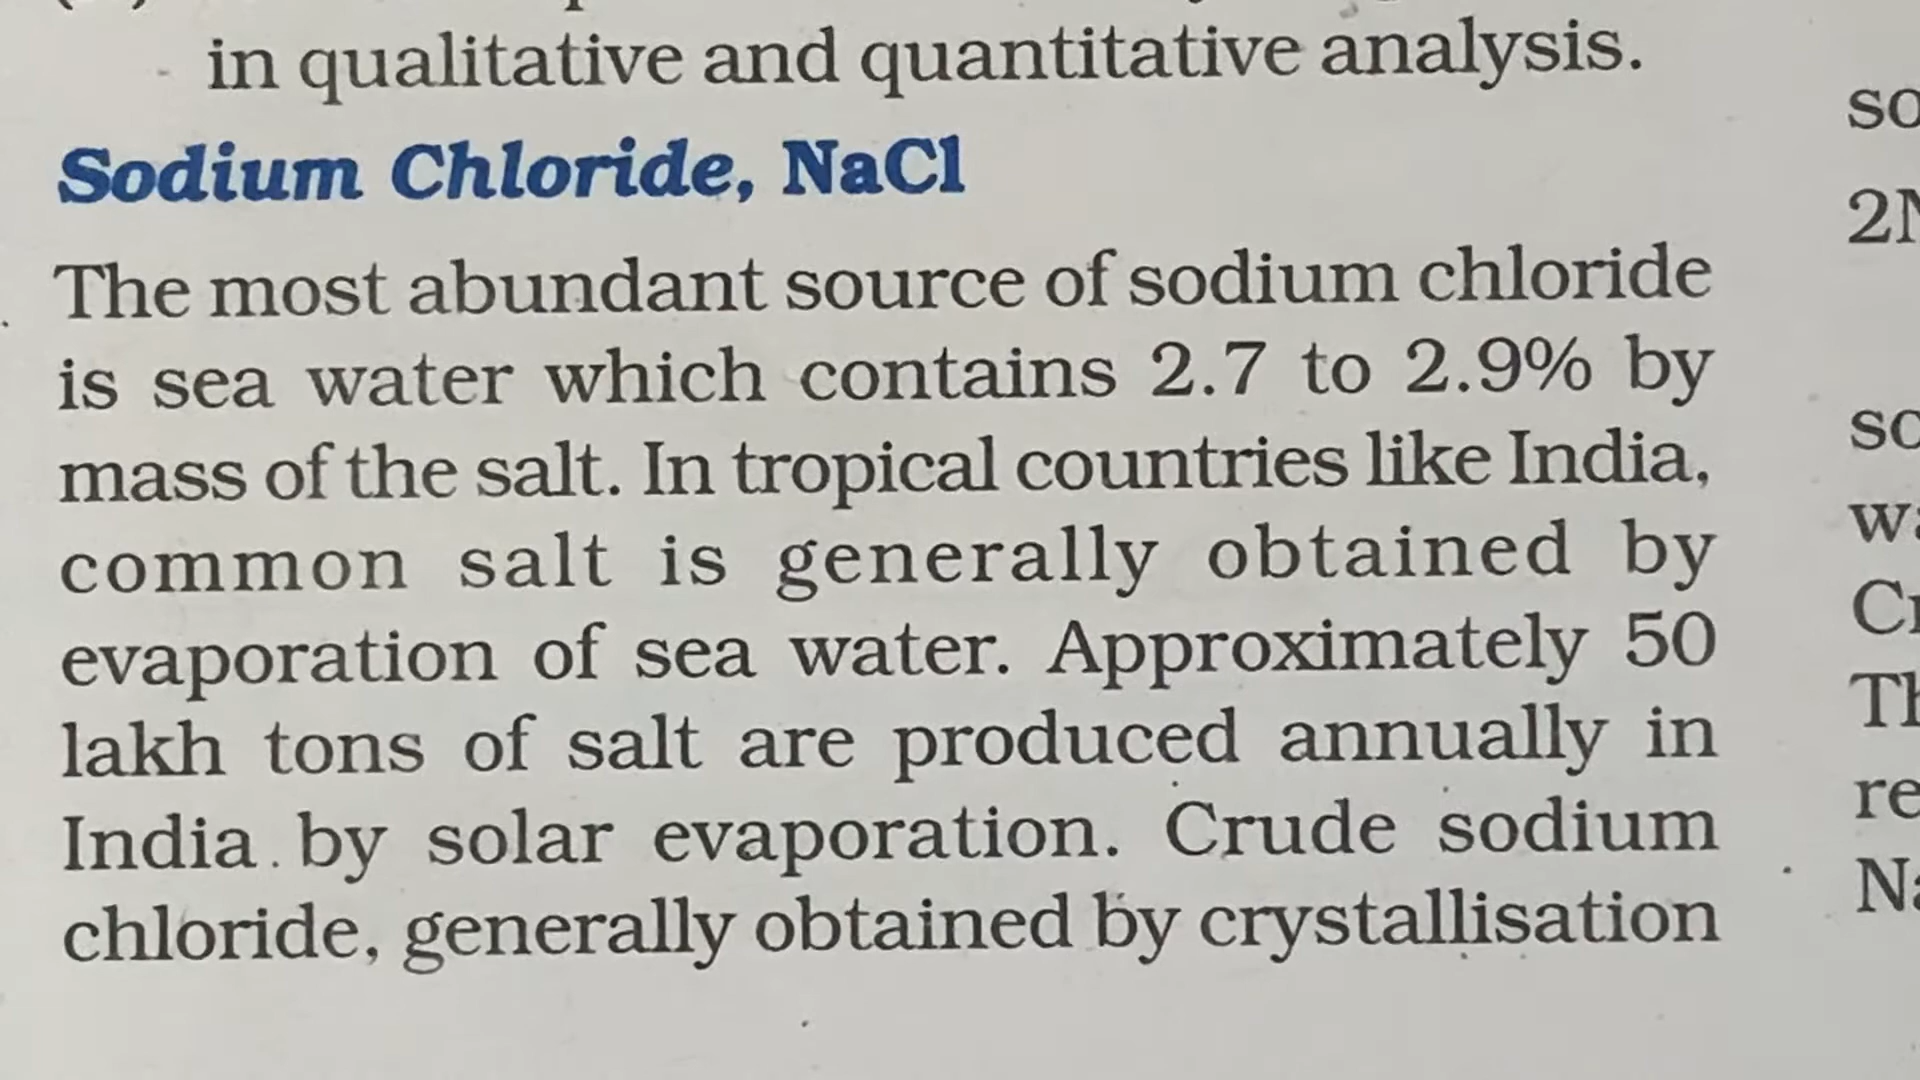 in qualitative and quantitative analysis.
Sodium Chloride, NaCl
The most abundant source of sodium chloride
is sea water which contains 2.7 to 2.9% by
mass of the salt. In tropical countries like India,
common salt is generally obtained by
evaporation of sea water. Approximately 50
lakh tons of salt are produced annually in
India by solar evaporation. Crude sodium
chloride, generally obtained by crystallisation